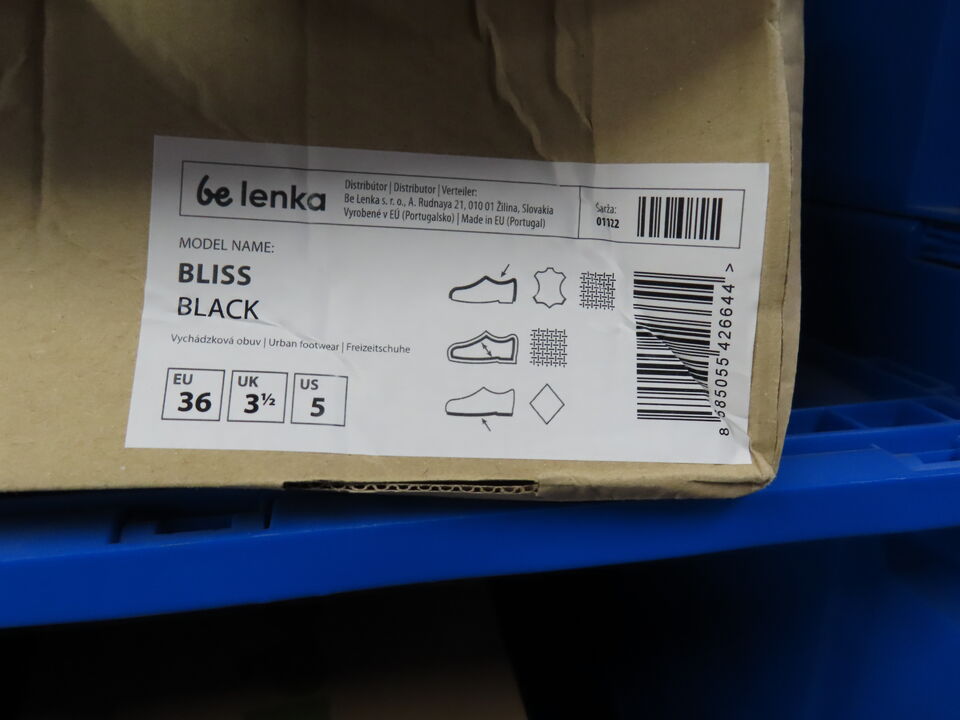 be lenka
Distribútor | Distributor | Verteiler:
Be Lenka s. r. o., A. Rudnaya 21, 010 01 Žilina, Slovakia
Vyrobené v EÚ (Portugalsko) | Made in EU (Portugal)
Šarža:
01122
MODEL NAME:
BLISS
BLACK
Vychádzková obuv | Urban footwear | Freizeitschuhe
EU
36
UK
3½
US
5
8 585055 426644 >